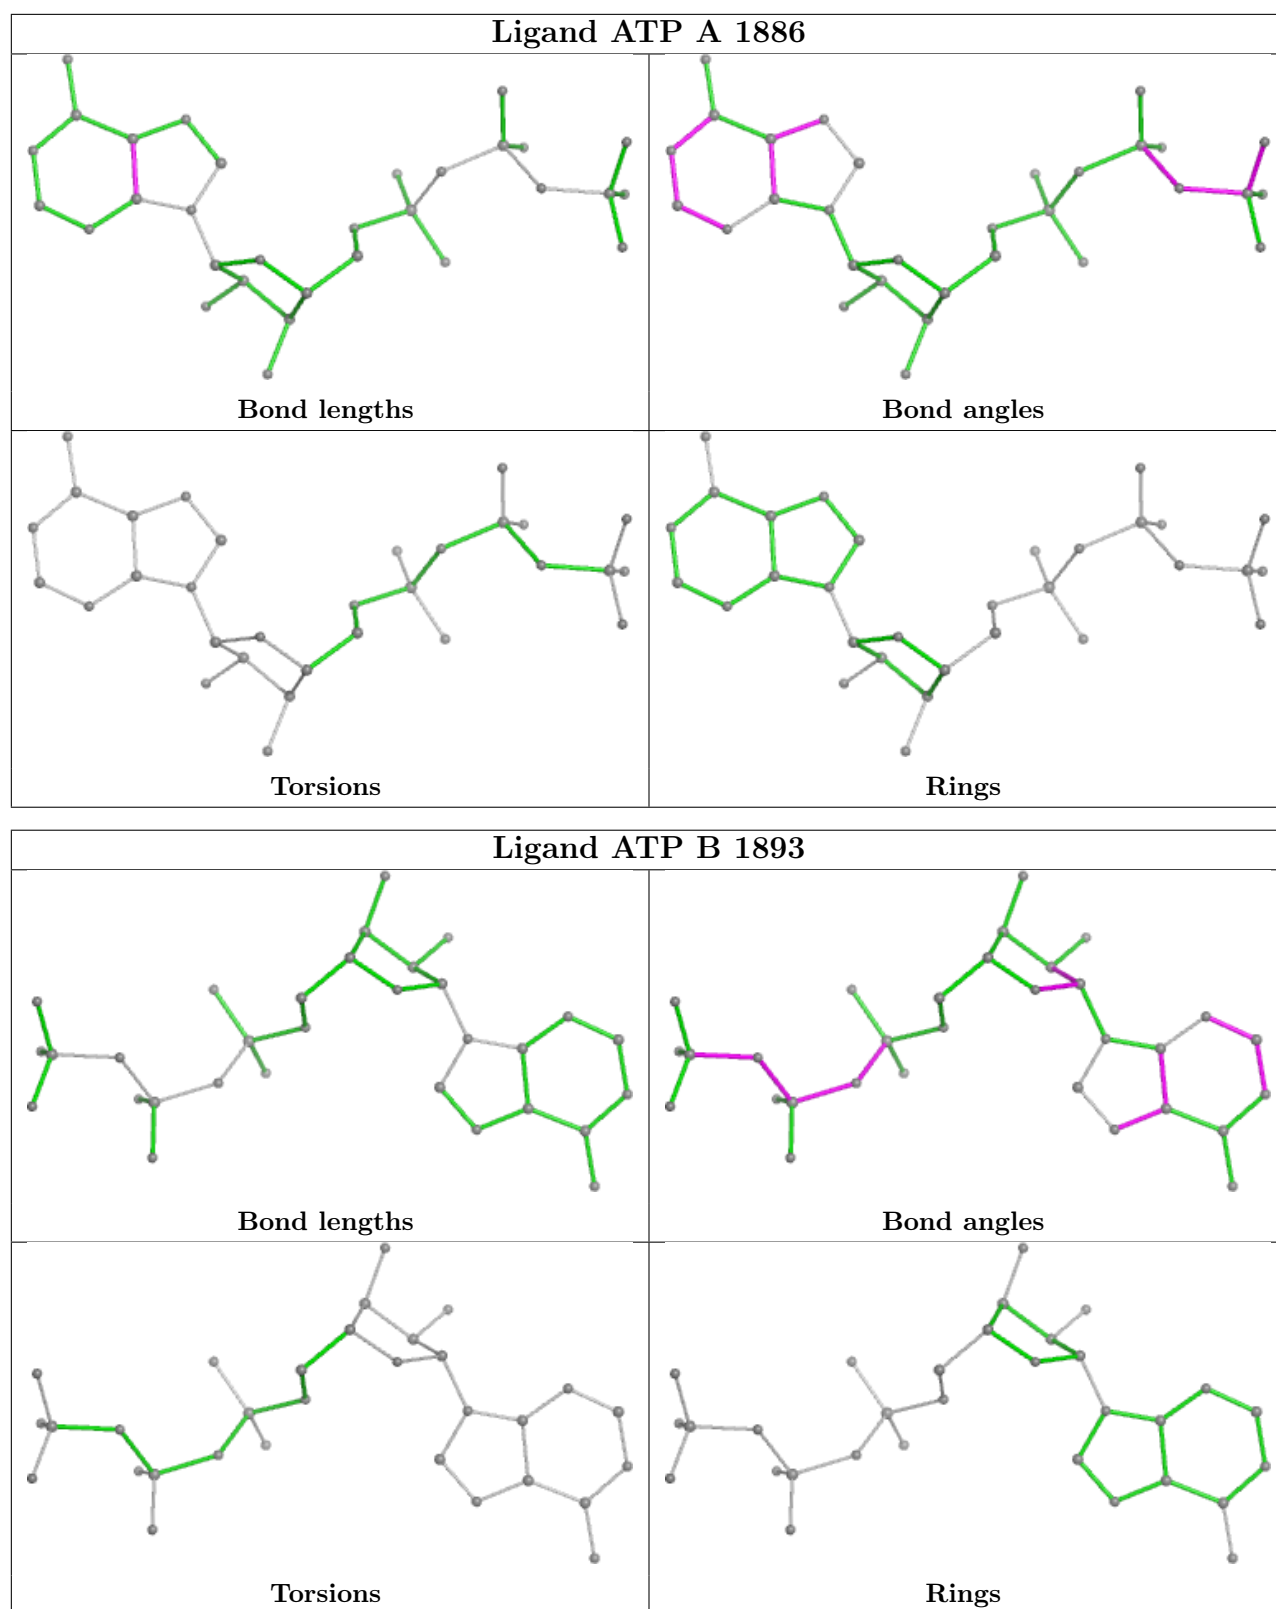 Ligand ATP A 1886
Bond lengths
Bond angles
Torsions
Rings
Ligand ATP B 1893
Bond lengths
Bond angles
Torsions
Rings